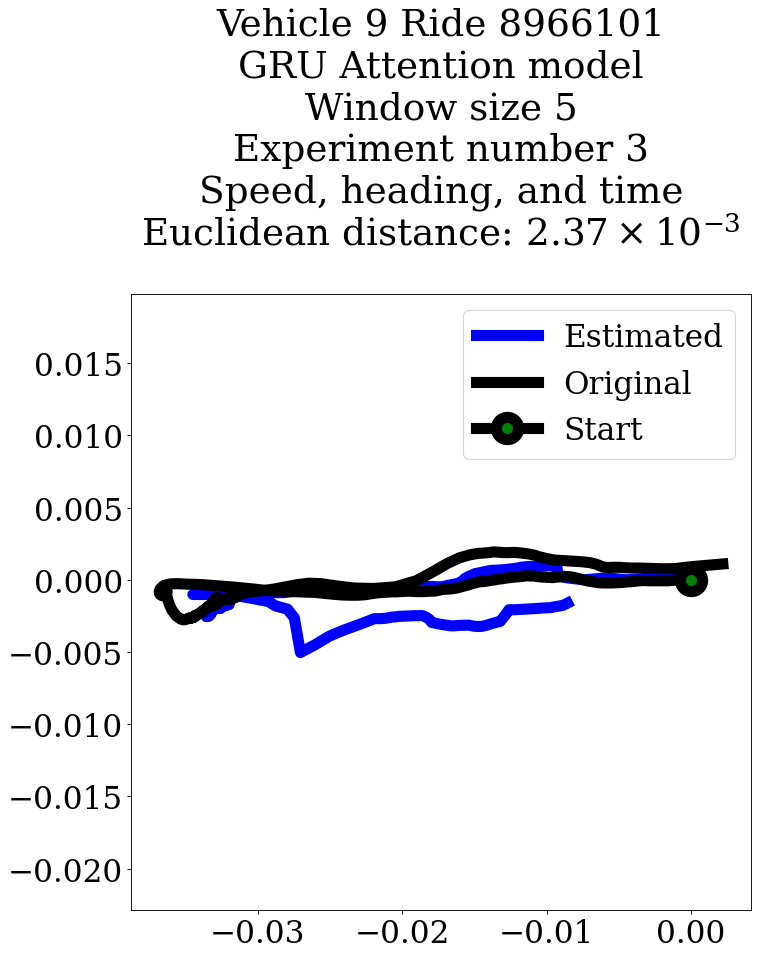 Vehicle 9 Ride 8966101
GRU Attention model
Window size 5
Experiment number 3
Speed, heading, and time
Euclidean distance: 2.37 × 10⁻³
Estimated
Original
Start
0.015
0.010
0.005
0.000
−0.005
−0.010
−0.015
−0.020
−0.03 −0.02 −0.01 0.00